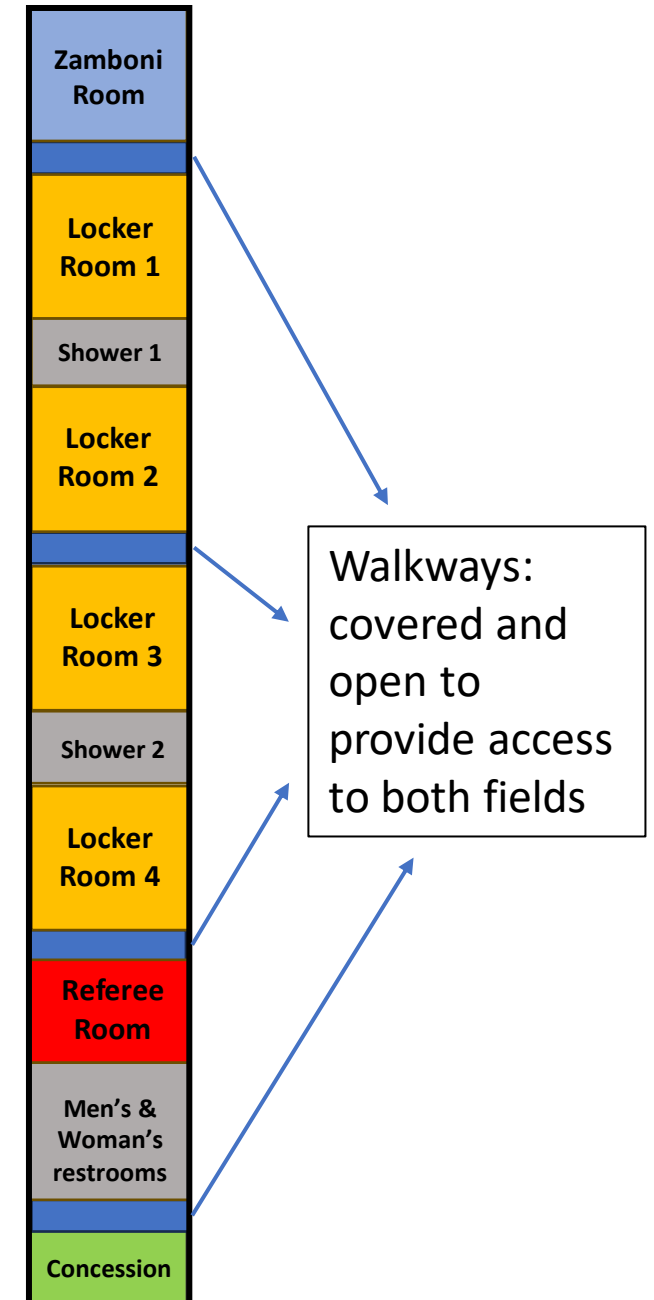 Zamboni
Room
Locker
Room 1
Shower 1
Locker
Room 2
Locker
Room 3
Shower 2
Locker
Room 4
Referee
Room
Men’s &
Woman’s
restrooms
Concession
Walkways:
covered and
open to
provide access
to both fields